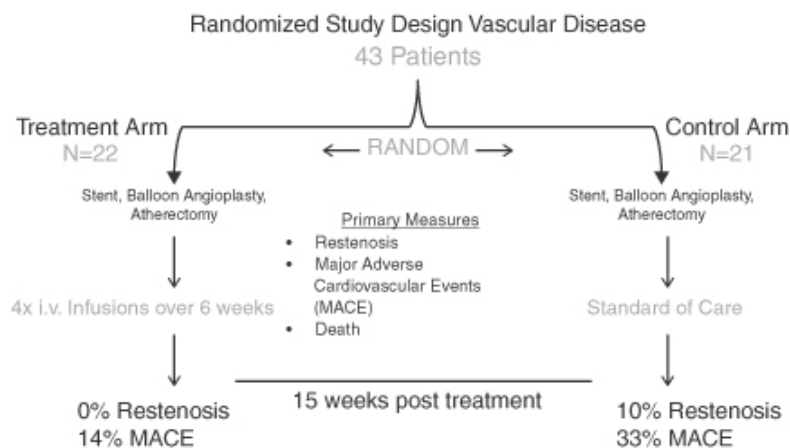 Randomized Study Design Vascular Disease
43 Patients
Treatment Arm
N=22
RANDOM
Control Arm
N=21
Stent, Balloon Angioplasty,
Atherectomy
Stent, Balloon Angioplasty,
Atherectomy
Primary Measures
• Restenosis
• Major Adverse
Cardiovascular Events
(MACE)
• Death
4x i.v. Infusions over 6 weeks
Standard of Care
0% Restenosis
14% MACE
15 weeks post treatment
10% Restenosis
33% MACE